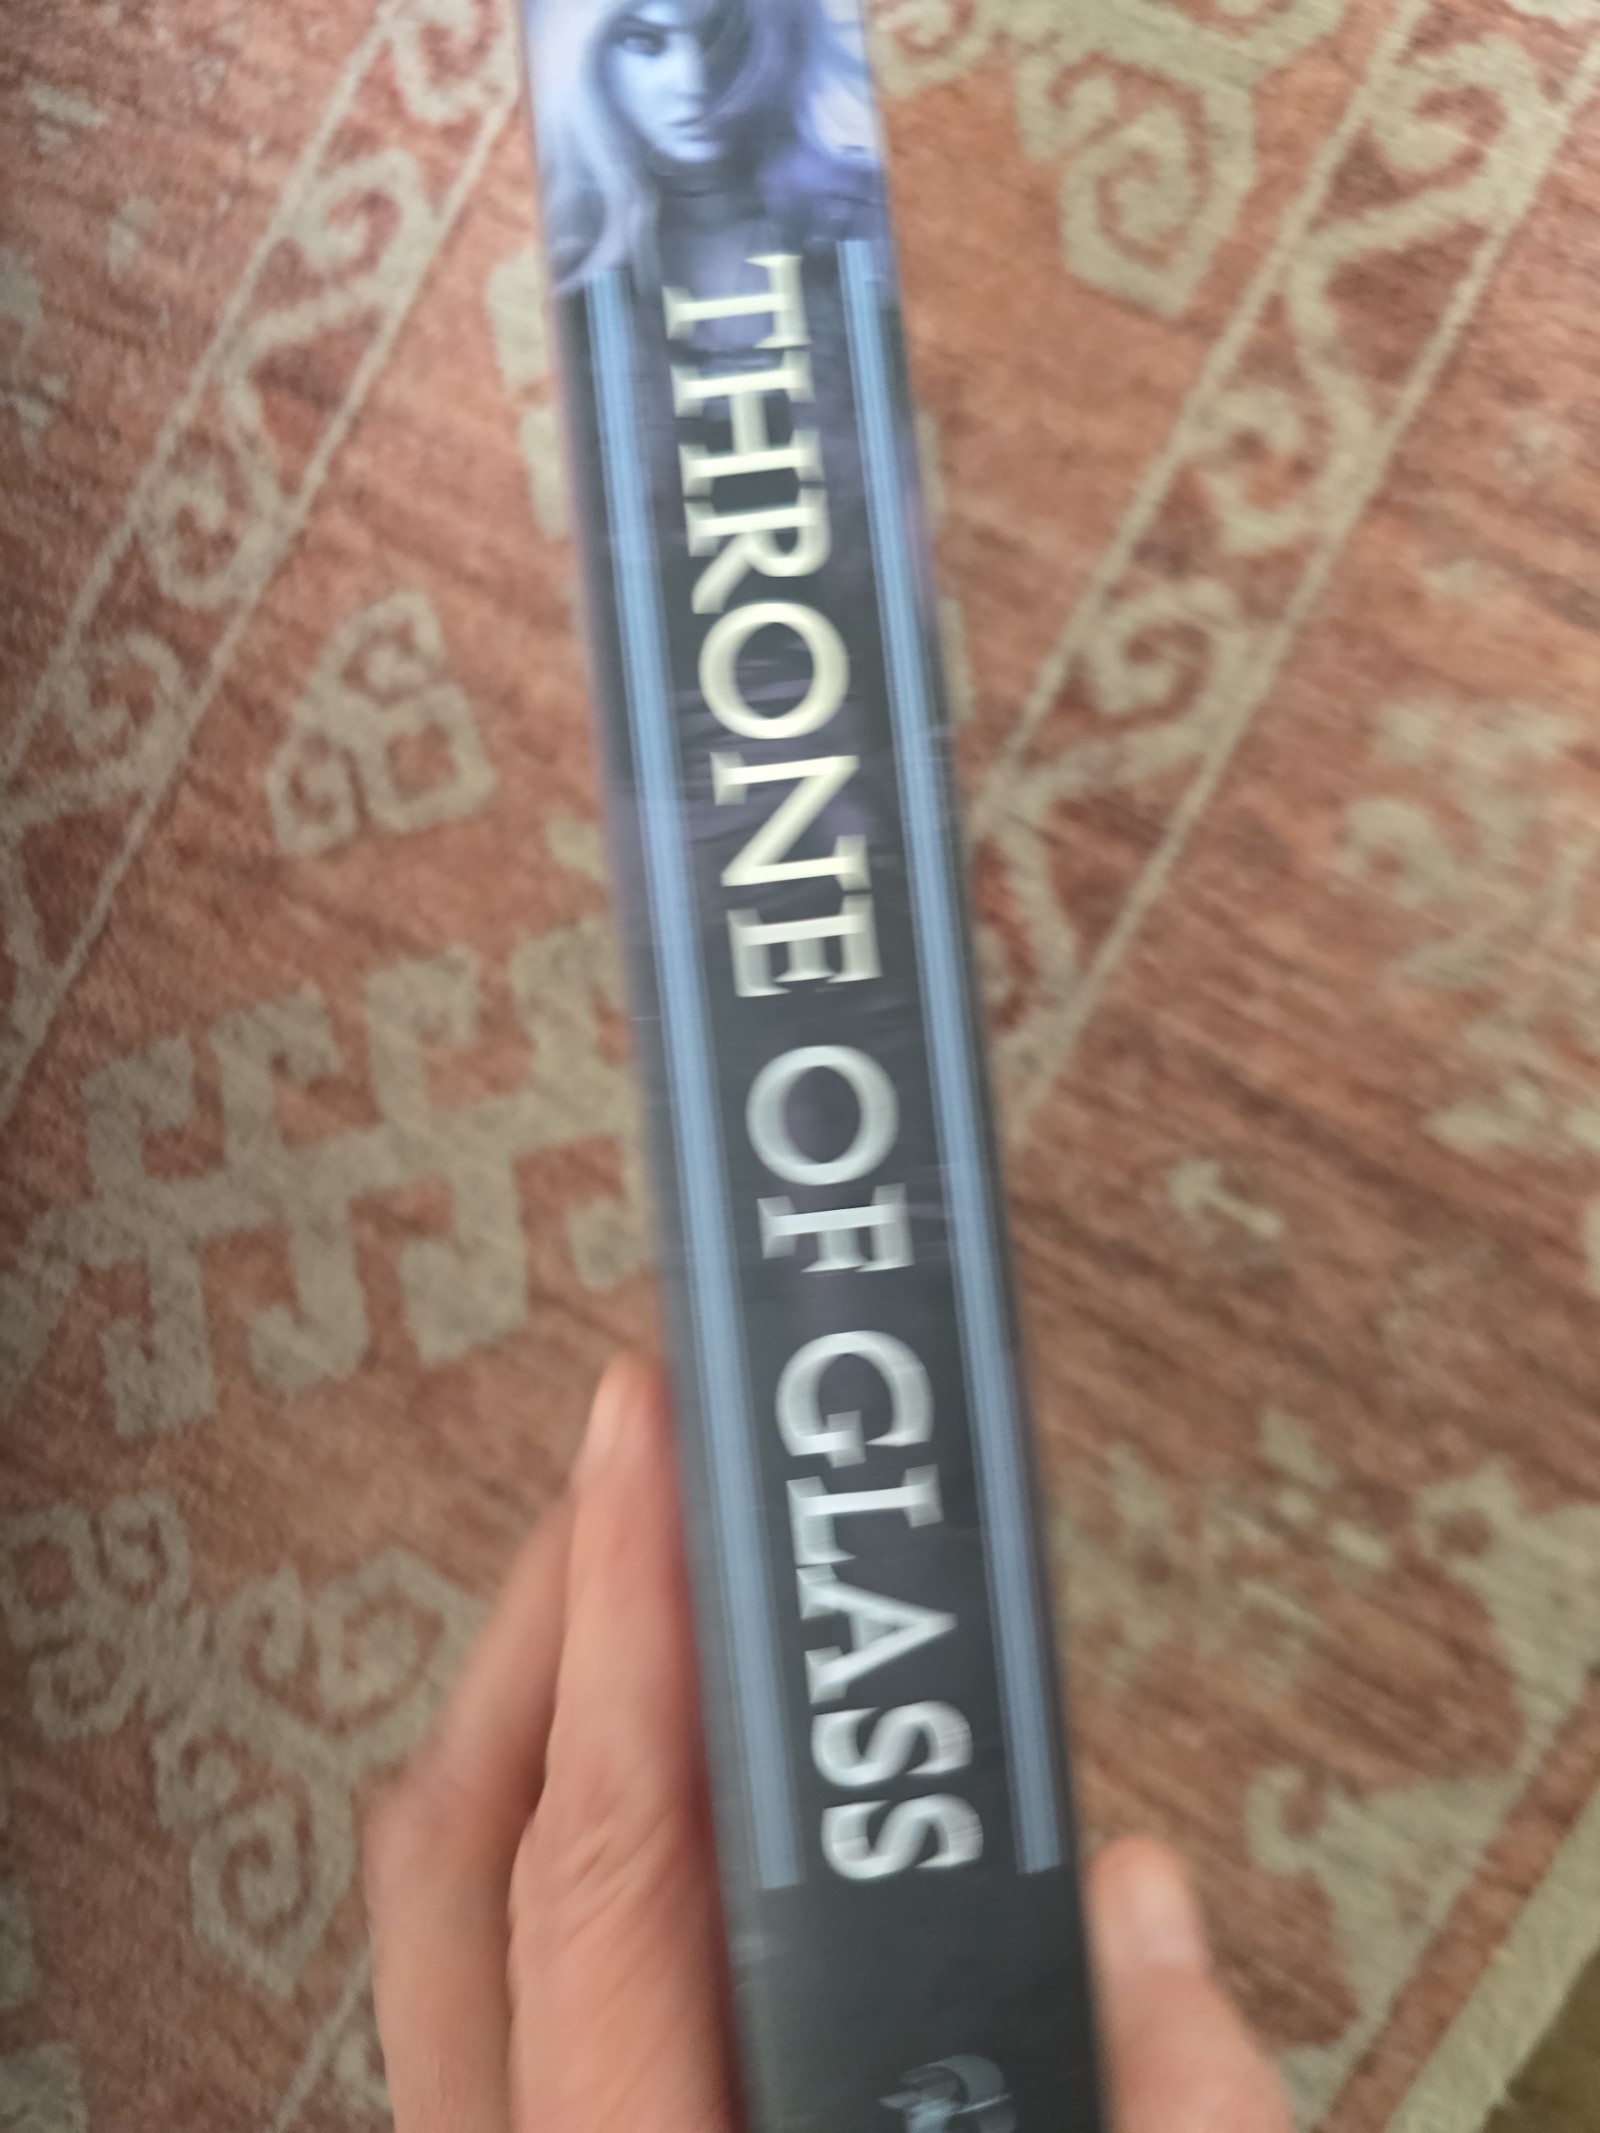 THRONE OF GLASS